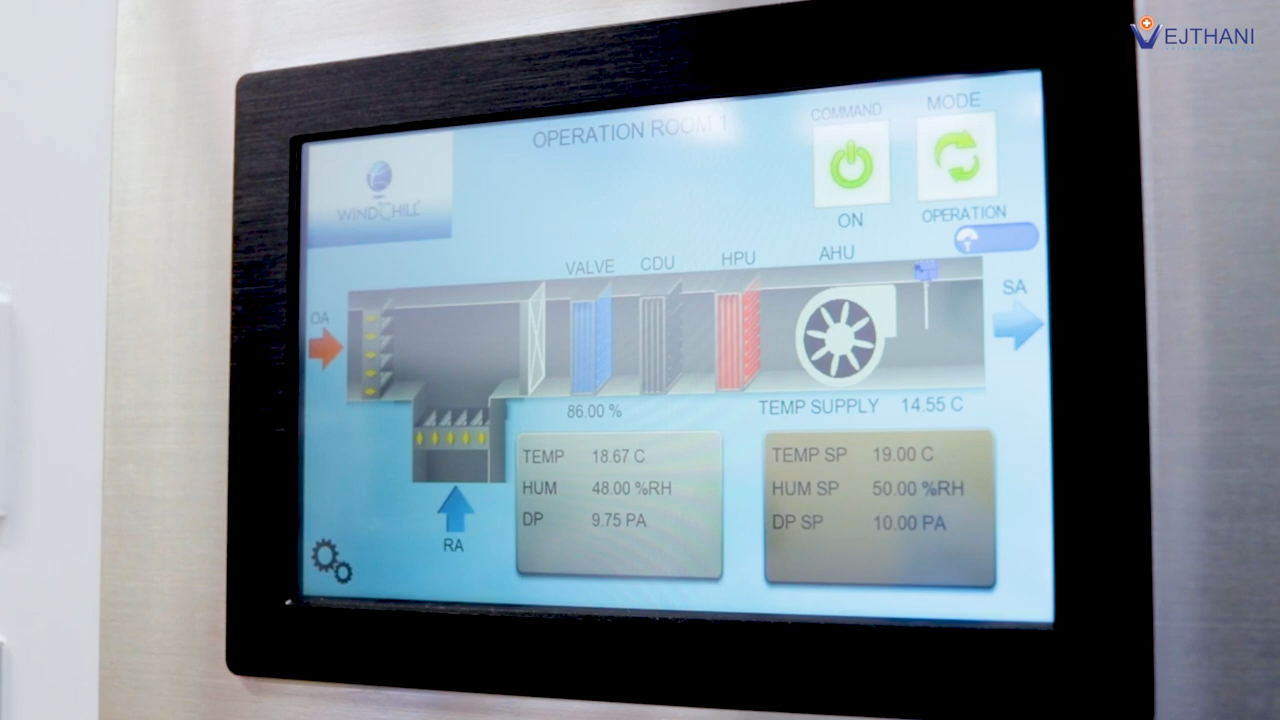 VEJTHANI
OPERATION ROOM 1
COMMAND
MODE
WINDCHILL
ON
OPERATION
VALVE
CDU
HPU
AHU
OA
SA
86.00 %
TEMP SUPPLY 14.55 C
TEMP 18.67 C
HUM 48.00 %RH
DP 9.75 PA
TEMP SP 19.00 C
HUM SP 50.00 %RH
DP SP 10.00 PA
RA